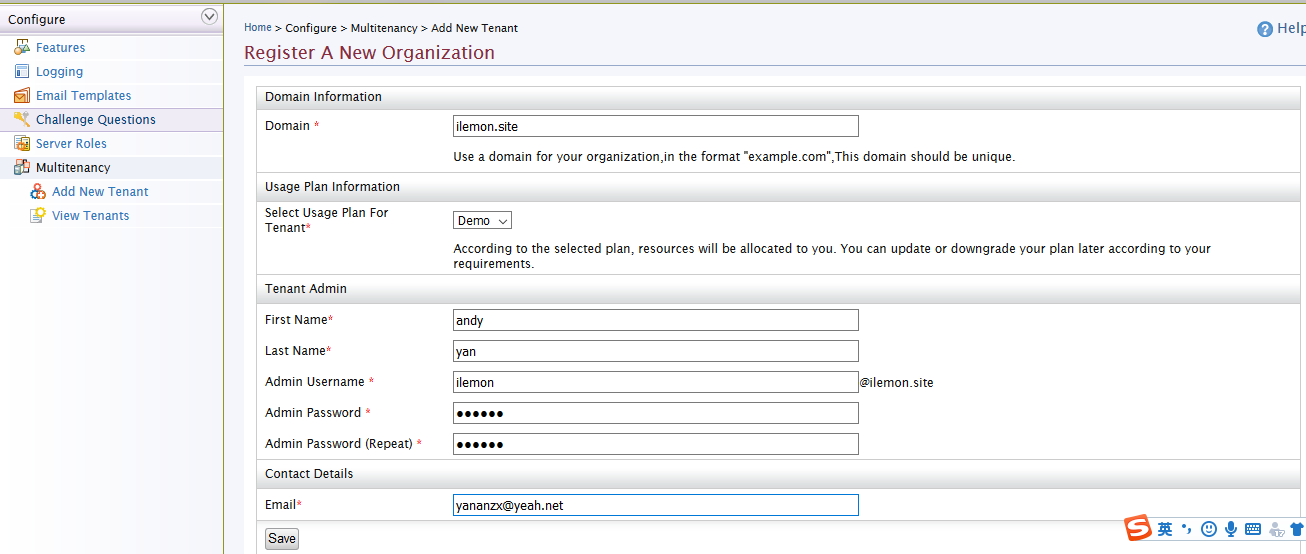 Configure
Features
Logging
Email Templates
Challenge Questions
Server Roles
Multitenancy
Add New Tenant
View Tenants
Home > Configure > Multitenancy > Add New Tenant
Help
Register A New Organization
Domain Information
Domain *
ilemon.site
Use a domain for your organization,in the format "example.com",This domain should be unique.
Usage Plan Information
Select Usage Plan For
Tenant*
Demo
According to the selected plan, resources will be allocated to you. You can update or downgrade your plan later according to your
requirements.
Tenant Admin
First Name*
andy
Last Name*
yan
Admin Username *
ilemon
@ilemon.site
Admin Password *
●●●●●●
Admin Password (Repeat) *
●●●●●●
Contact Details
Email*
yananzx@yeah.net
Save
S 英